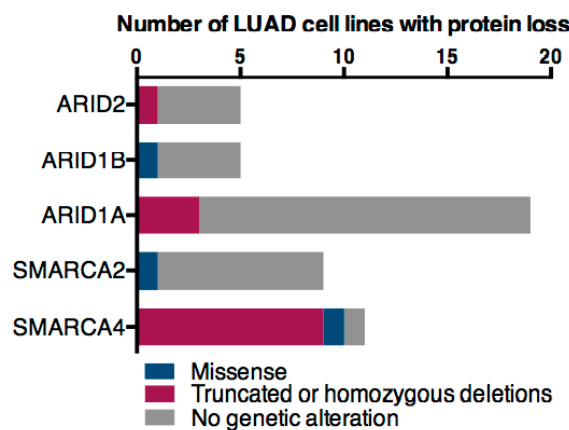 Number of LUAD cell lines with protein loss
0 5 10 15 20
ARID2
ARID1B
ARID1A
SMARCA2
SMARCA4
Missense
Truncated or homozygous deletions
No genetic alteration